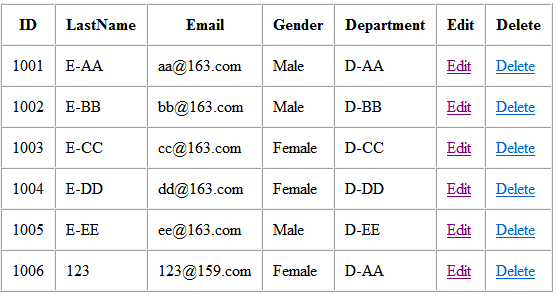 ID LastName Email Gender Department Edit Delete
1001 E-AA aa@163.com Male D-AA Edit Delete
1002 E-BB bb@163.com Male D-BB Edit Delete
1003 E-CC cc@163.com Female D-CC Edit Delete
1004 E-DD dd@163.com Female D-DD Edit Delete
1005 E-EE ee@163.com Male D-EE Edit Delete
1006 123 123@159.com Female D-AA Edit Delete